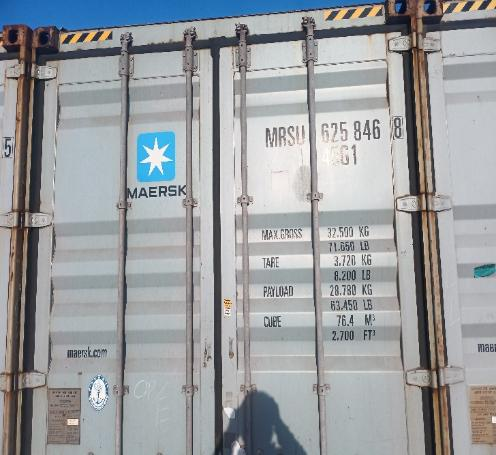 5
MAERSK
maersk.com
MRSU 625 846 8
45G1
MAX.GROSS 32.500 KG
71.650 LB
TARE 3.720 KG
8.200 LB
PAYLOAD 28.780 KG
63.450 LB
CUBE 76.4 M³
2.700 FT³